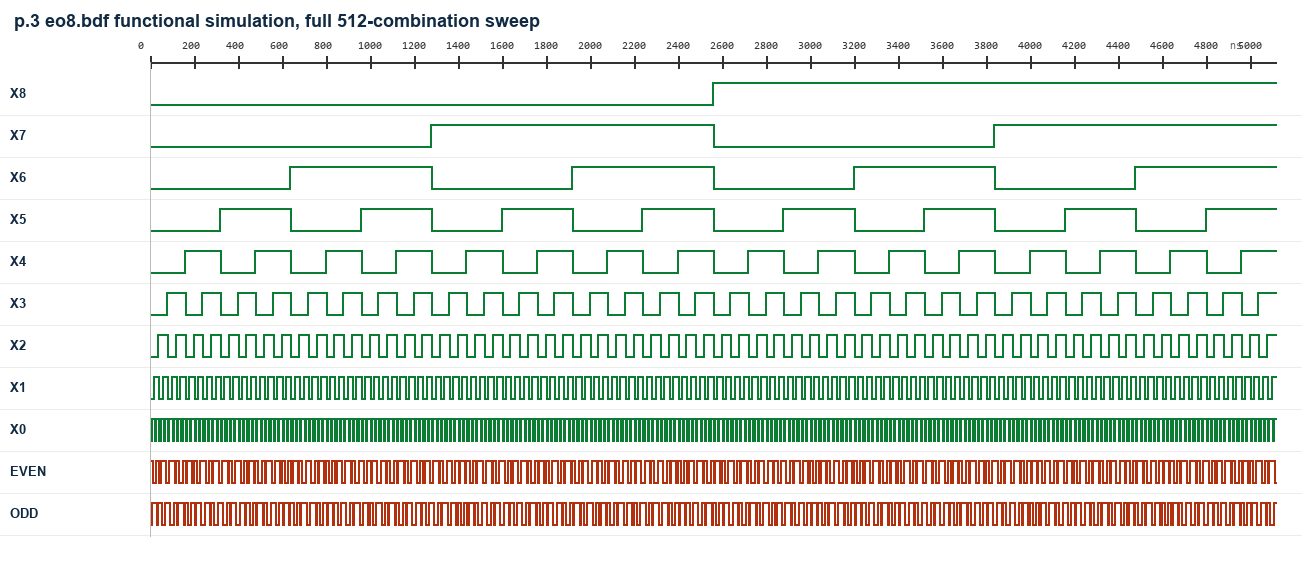 p.3 eo8.bdf functional simulation, full 512-combination sweep
0 200 400 600 800 1000 1200 1400 1600 1800 2000 2200 2400 2600 2800 3000 3200 3400 3600 3800 4000 4200 4400 4600 4800 ns 5000
X8
X7
X6
X5
X4
X3
X2
X1
X0
EVEN
ODD